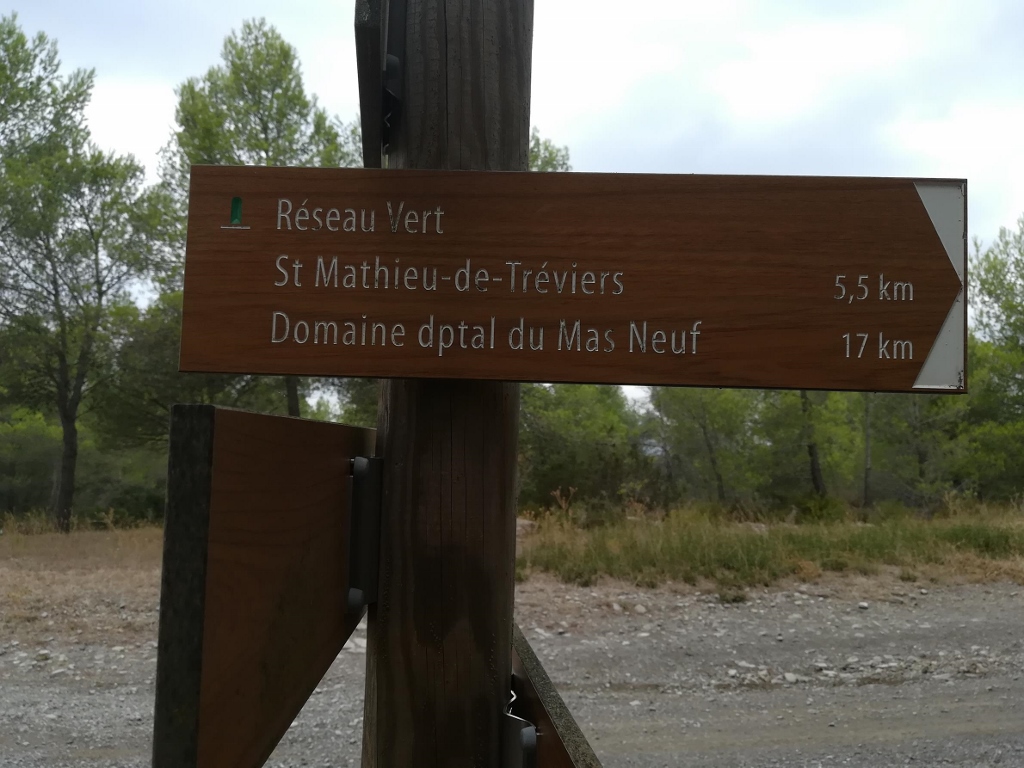 Réseau Vert
St Mathieu-de-Tréviers 5,5 km
Domaine dptal du Mas Neuf 17 km